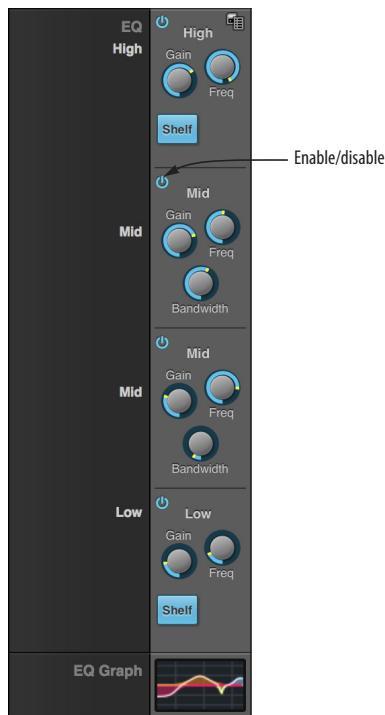 EQ
High
High
Gain
Freq
Shelf
Enable/disable
Mid
Mid
Gain
Freq
Bandwidth
Mid
Mid
Gain
Freq
Bandwidth
Low
Low
Gain
Freq
Shelf
EQ Graph